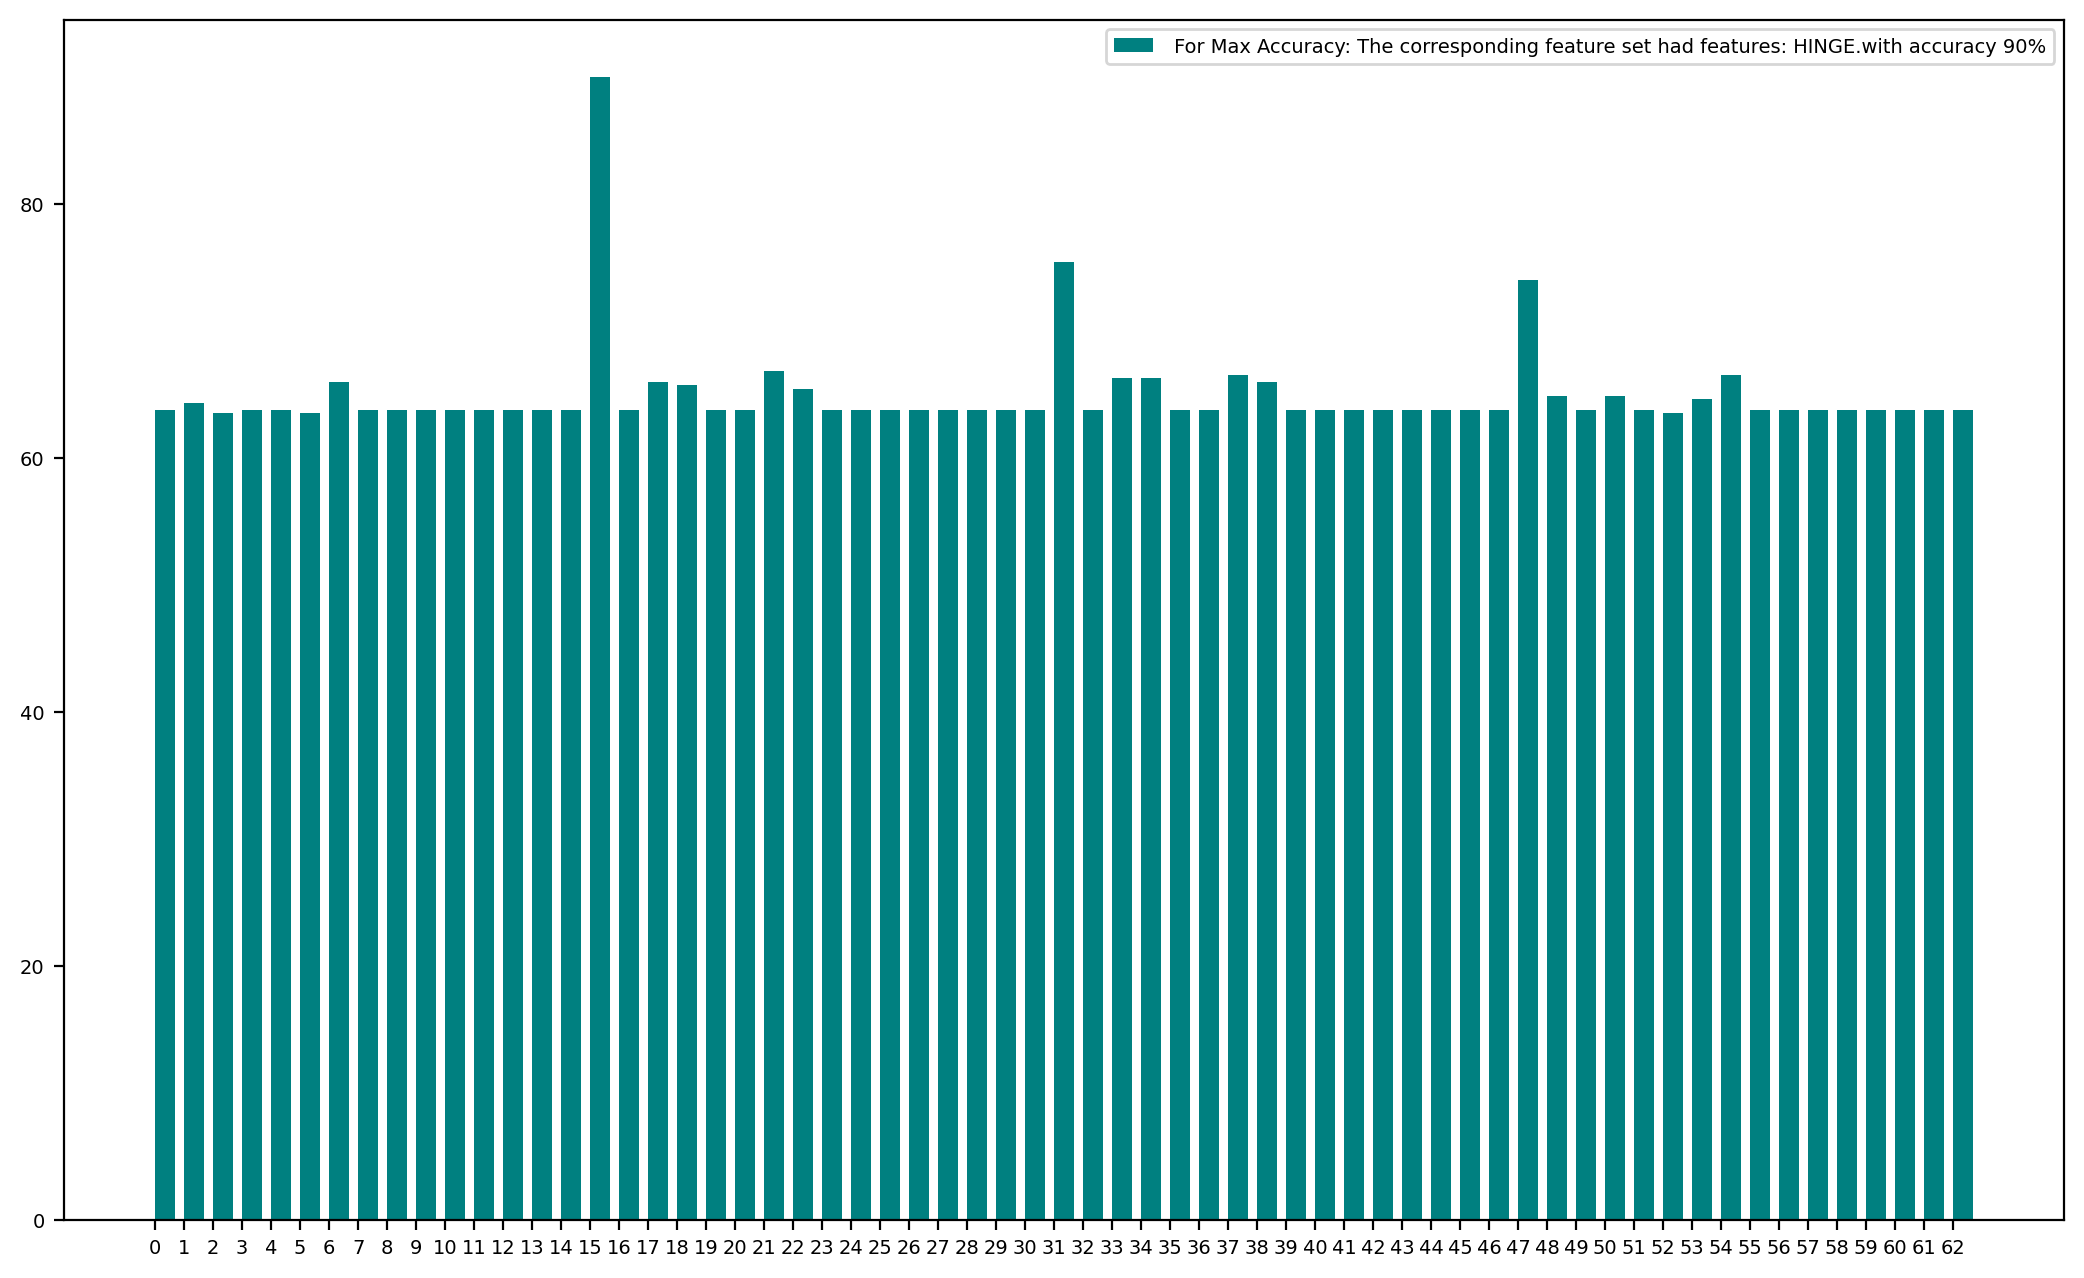 For Max Accuracy: The corresponding feature set had features: HINGE.with accuracy 90%
80
60
40
20
0
0 1 2 3 4 5 6 7 8 9 10 11 12 13 14 15 16 17 18 19 20 21 22 23 24 25 26 27 28 29 30 31 32 33 34 35 36 37 38 39 40 41 42 43 44 45 46 47 48 49 50 51 52 53 54 55 56 57 58 59 60 61 62